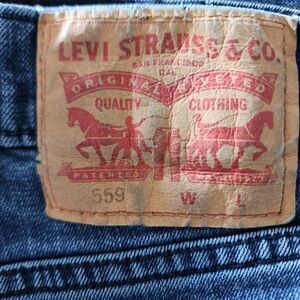 LEVI STRAUSS & CO.
SAN FRANCISCO
CAL
ORIGINAL RIVETED
QUALITY CLOTHING
PATENTED
559 W L